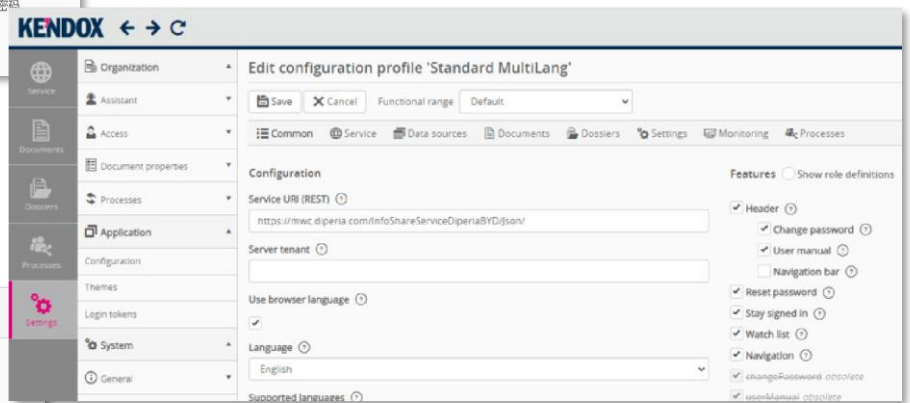 KENDOX
Service
Documents
Dossiers
Processes
Settings
Organization
Assistant
Access
Document properties
Processes
Application
Configuration
Themes
Login tokens
System
General
Edit configuration profile 'Standard MultiLang'
Save Cancel Functional range Default
Common Service Data sources Documents Dossiers Settings Monitoring Processes
Configuration
Service URI (REST)
https://mwc.diperia.com/InfoShareServiceDiperiaBYD/Json/
Server tenant
Use browser language
Language
English
Supported languages
Features Show role definitions
Header
Change password
User manual
Navigation bar
Reset password
Stay signed in
Watch list
Navigation
changePassword obsolete
userManual obsolete